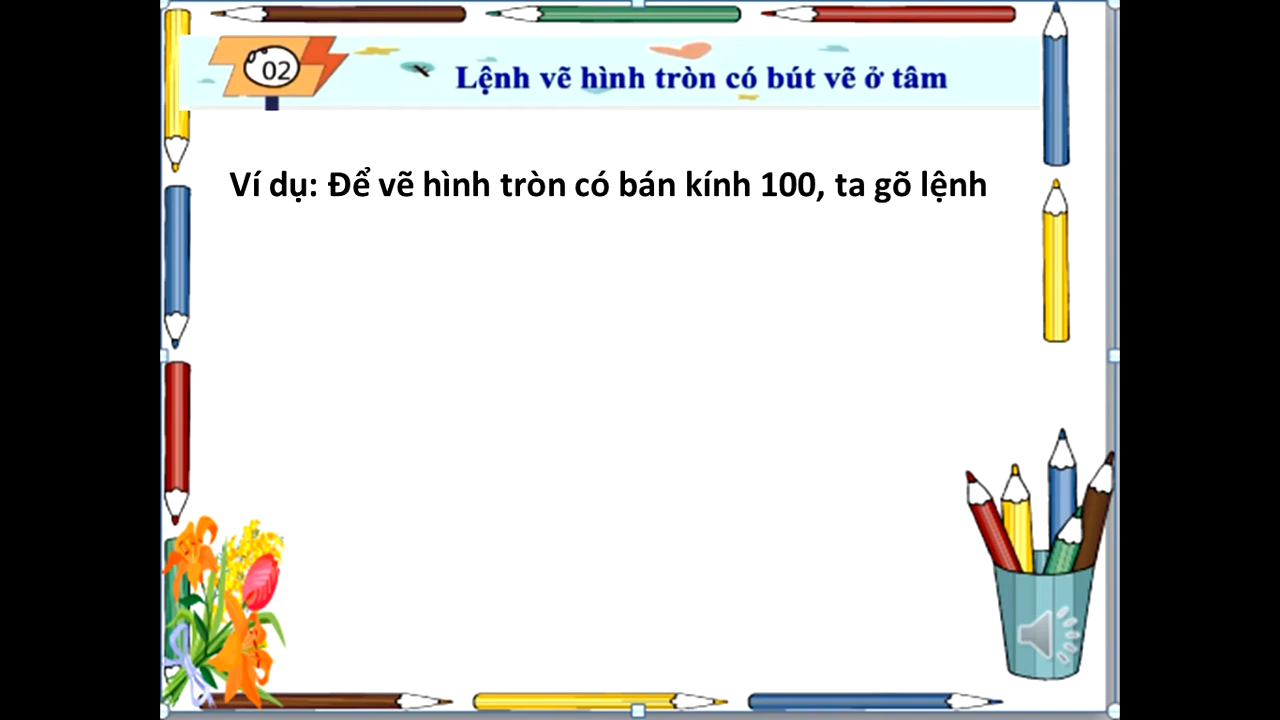 02
Lệnh vẽ hình tròn có bút vẽ ở tâm
Ví dụ: Để vẽ hình tròn có bán kính 100, ta gõ lệnh